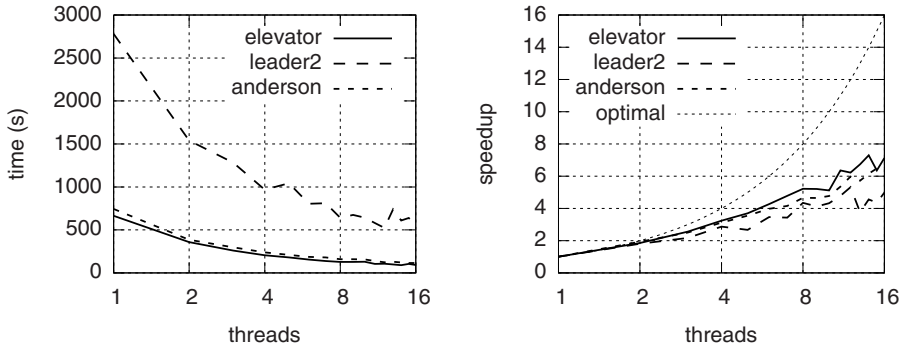 time (s)
3000
2500
2000
1500
1000
500
0
elevator
leader2
anderson
1 2 4 8 16
threads
speedup
16
14
12
10
8
6
4
2
0
elevator
leader2
anderson
optimal
1 2 4 8 16
threads